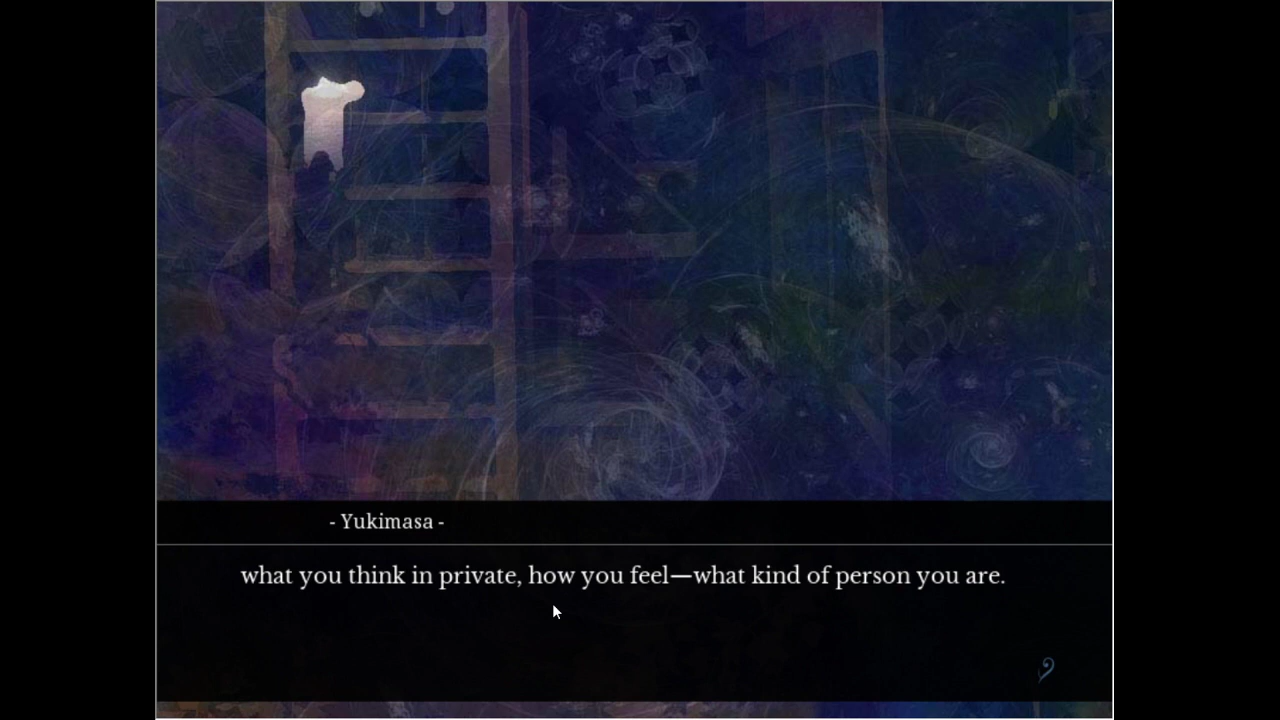 - Yukimasa -
what you think in private, how you feel—what kind of person you are.